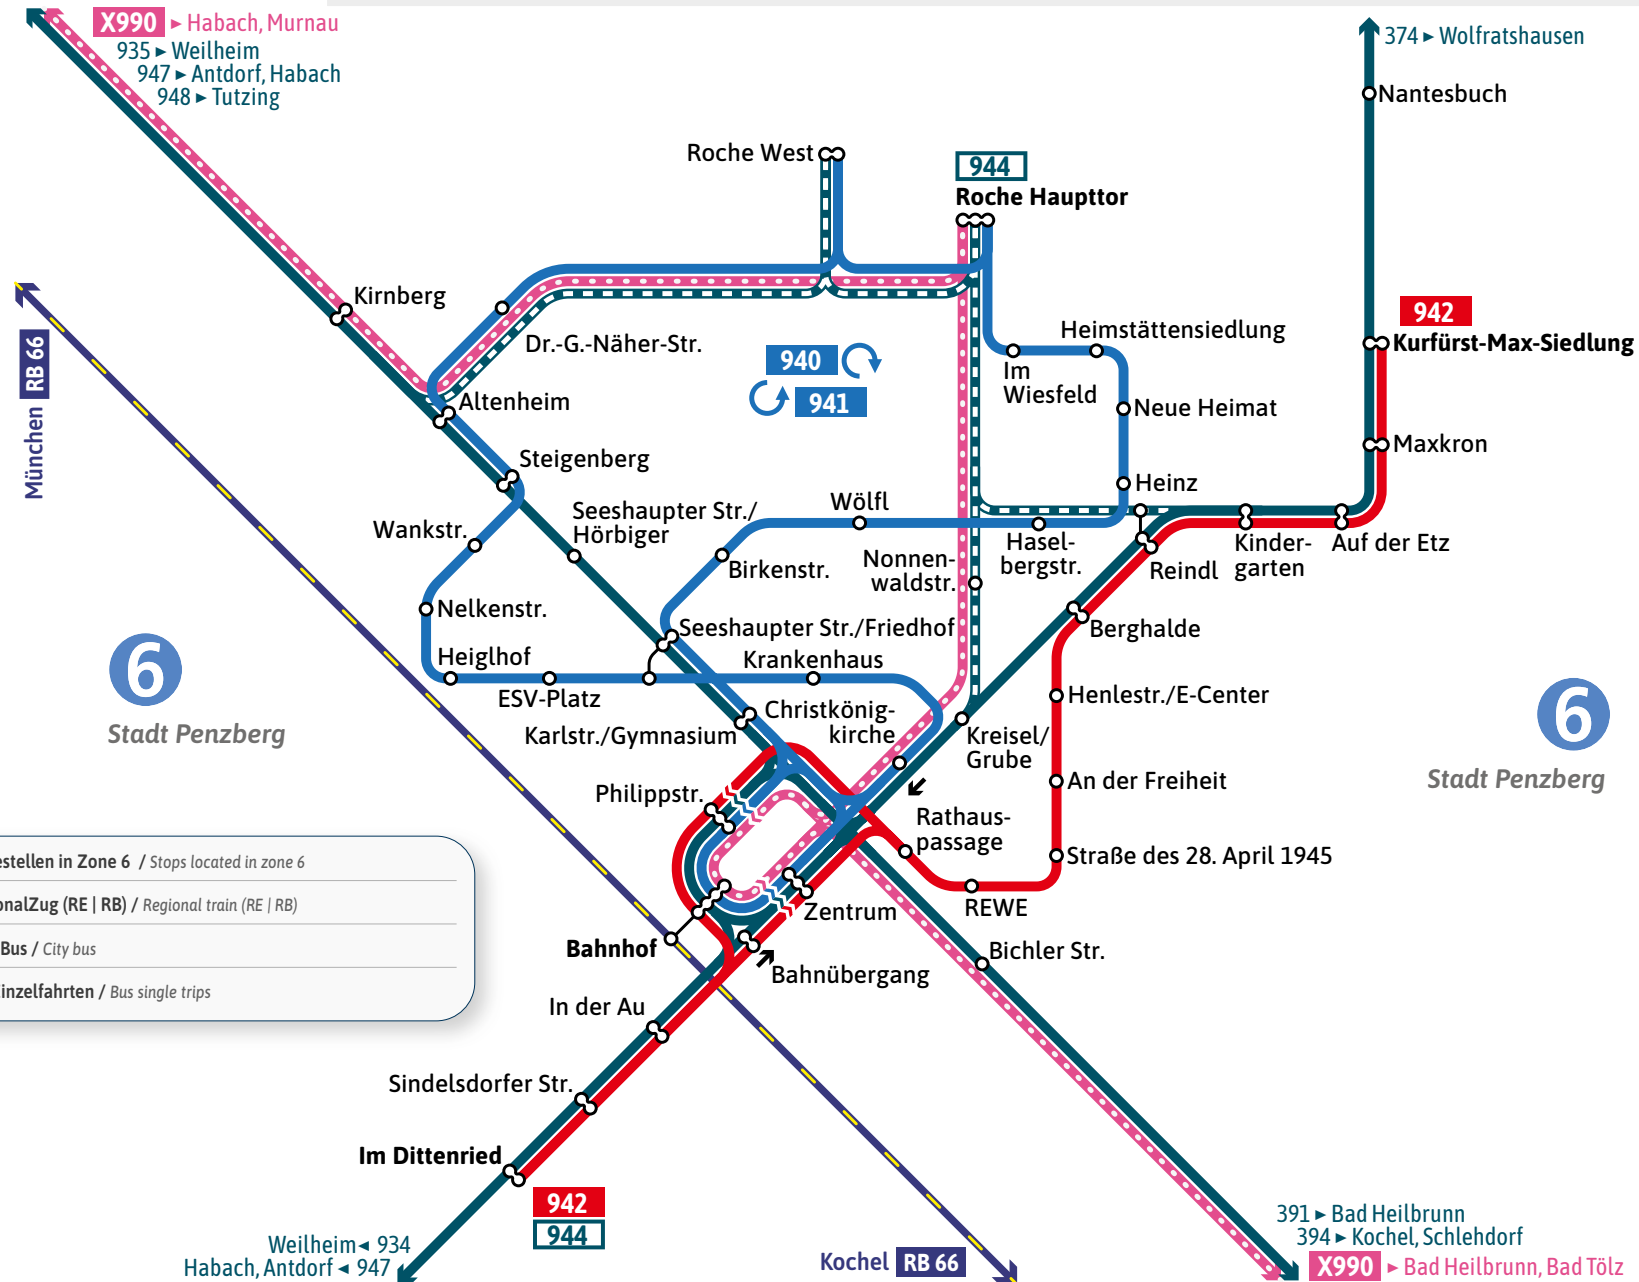 X990 ► Habach, Murnau
935 ► Weilheim
947 ► Antdorf, Habach
948 ► Tutzing
374 ► Wolfratshausen
Nantesbuch
Roche West
944
Roche Haupttor
Kirnberg
942
Kurfürst-Max-Siedlung
Heimstättensiedlung
Dr.-G.-Näher-Str.
940
941
Im
Wiesfeld
München RB 66
Altenheim
Neue Heimat
Maxkron
Steigenberg
Heinz
Wölfl
Seeshaupter Str./
Hörbiger
Wankstr.
Hasel-
bergstr.
Kinder-
garten
Auf der Etz
Nonnen-
waldstr.
Birkenstr.
Reindl
Nelkenstr.
Seeshaupter Str./Friedhof
Berghalde
Heiglhof
Krankenhaus
ESV-Platz
Henlestr./E-Center
6
Stadt Penzberg
6
Stadt Penzberg
Christkönig-
kirche
Karlstr./Gymnasium
Kreisel/
Grube
An der Freiheit
Philippstr.
Rathaus-
passage
Straße des 28. April 1945
estellen in Zone 6 / Stops located in zone 6
onalZug (RE | RB) / Regional train (RE | RB)
Bus / City bus
inzelfahrten / Bus single trips
REWE
Zentrum
Bahnhof
Bichler Str.
Bahnübergang
In der Au
Sindelsdorfer Str.
Im Dittenried
942
944
Weilheim ◄ 934
Habach, Antdorf ◄ 947
Kochel RB 66
391 ► Bad Heilbrunn
394 ► Kochel, Schlehdorf
X990 ► Bad Heilbrunn, Bad Tölz